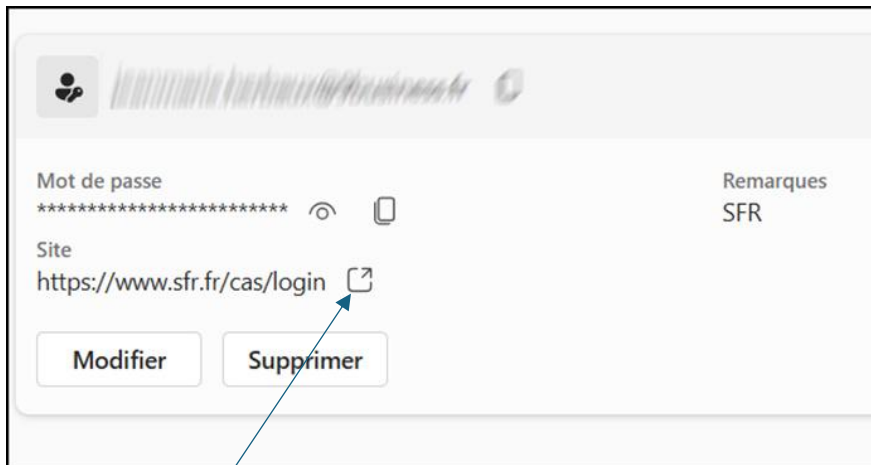 Mot de passe
************************
Remarques
SFR
Site
https://www.sfr.fr/cas/login
Modifier
Supprimer